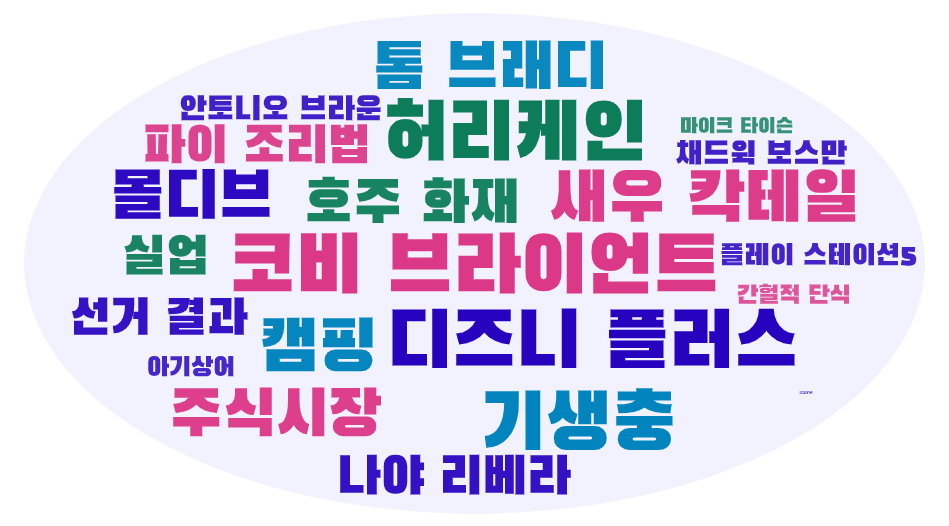 톰 브래디
안토니오 브라운
허리케인
마이크 타이슨
파이 조리법
채드윅 보스만
몰디브
호주 화재
새우 칵테일
실업
코비 브라이언트
플레이 스테이션5
간헐적 단식
선거 결과
캠핑
디즈니 플러스
아기상어
주식시장
기생충
나야 리베라